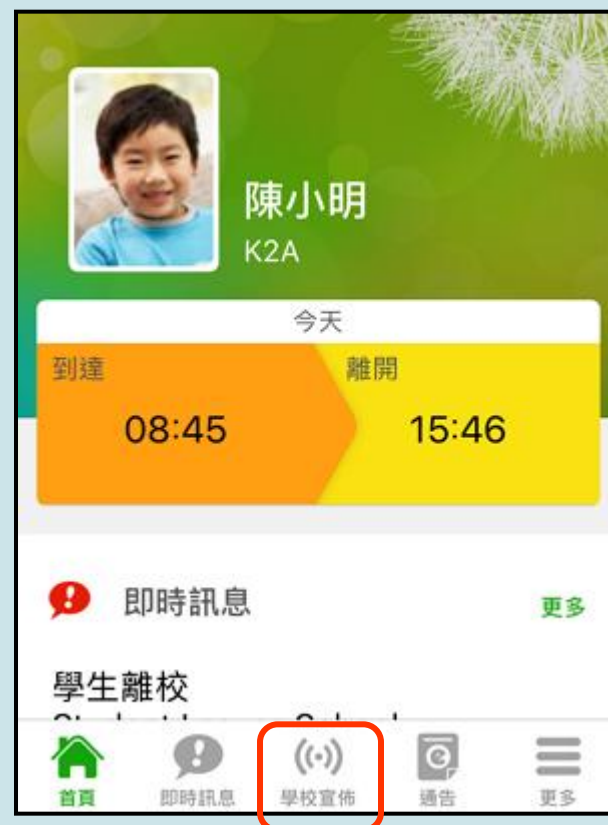 陳小明
K2A
今天
到達
離開
08:45
15:46
即時訊息
更多
學生離校
首頁
即時訊息
學校宣佈
通告
更多